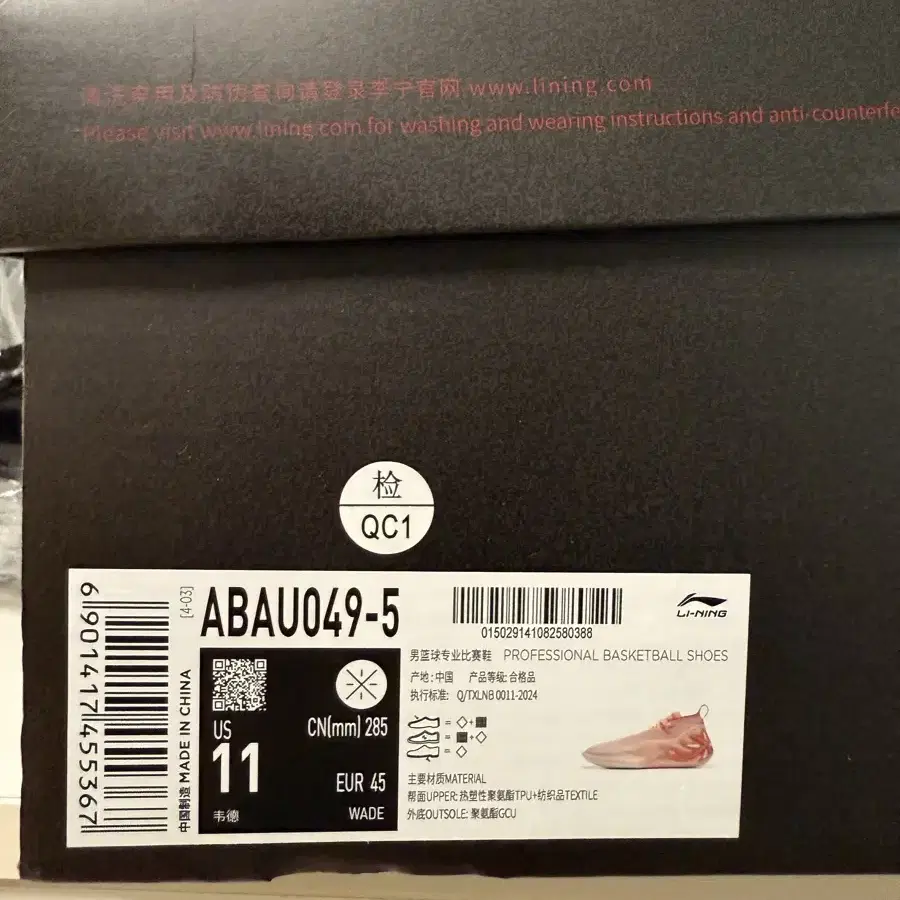 清洗穿用及防伪查询请登录李宁官网 www.lining.com
Please visit www.lining.com for washing and wearing instructions and anti-counterfe
检
QC1
6901417455367
中国制造 MADE IN CHINA
[4-03]
ABAU049-5
US
11
韦德
CN(mm) 285
EUR 45
WADE
015029141082580388
LI-NING
男篮球专业比赛鞋 PROFESSIONAL BASKETBALL SHOES
产地:中国 产品等级:合格品
执行标准: Q/TXLNB 0011-2024
主要材质MATERIAL
帮面UPPER:热塑性聚氨酯TPU+纺织品TEXTILE
外底OUTSOLE: 聚氨酯GCU